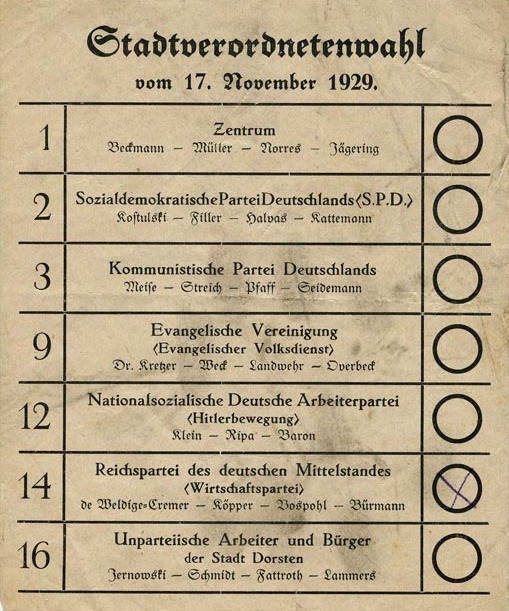 Stadtverordnetenwahl
vom 17. November 1929.
1
Zentrum
Beckmann — Müller — Norres — Jägering
2
Sozialdemokratische Partei Deutschlands <S.P.D.>
Kostulski — Filler — Halvas — Kattemann
3
Kommunistische Partei Deutschlands
Meise — Streich — Pfaff — Seidemann
9
Evangelische Vereinigung
<Evangelischer Volksdienst>
Dr. Kretzer — Weck — Landwehr — Overbeck
12
Nationalsozialische Deutsche Arbeiterpartei
<Hitlerbewegung>
Klein — Ripa — Baron
14
Reichspartei des deutschen Mittelstandes
<Wirtschaftspartei>
de Weldige-Cremer — Köpper — Vospohl — Bürmann
16
Unparteiische Arbeiter und Bürger
der Stadt Dorsten
Jernowski — Schmidt — Fattroth — Lammers